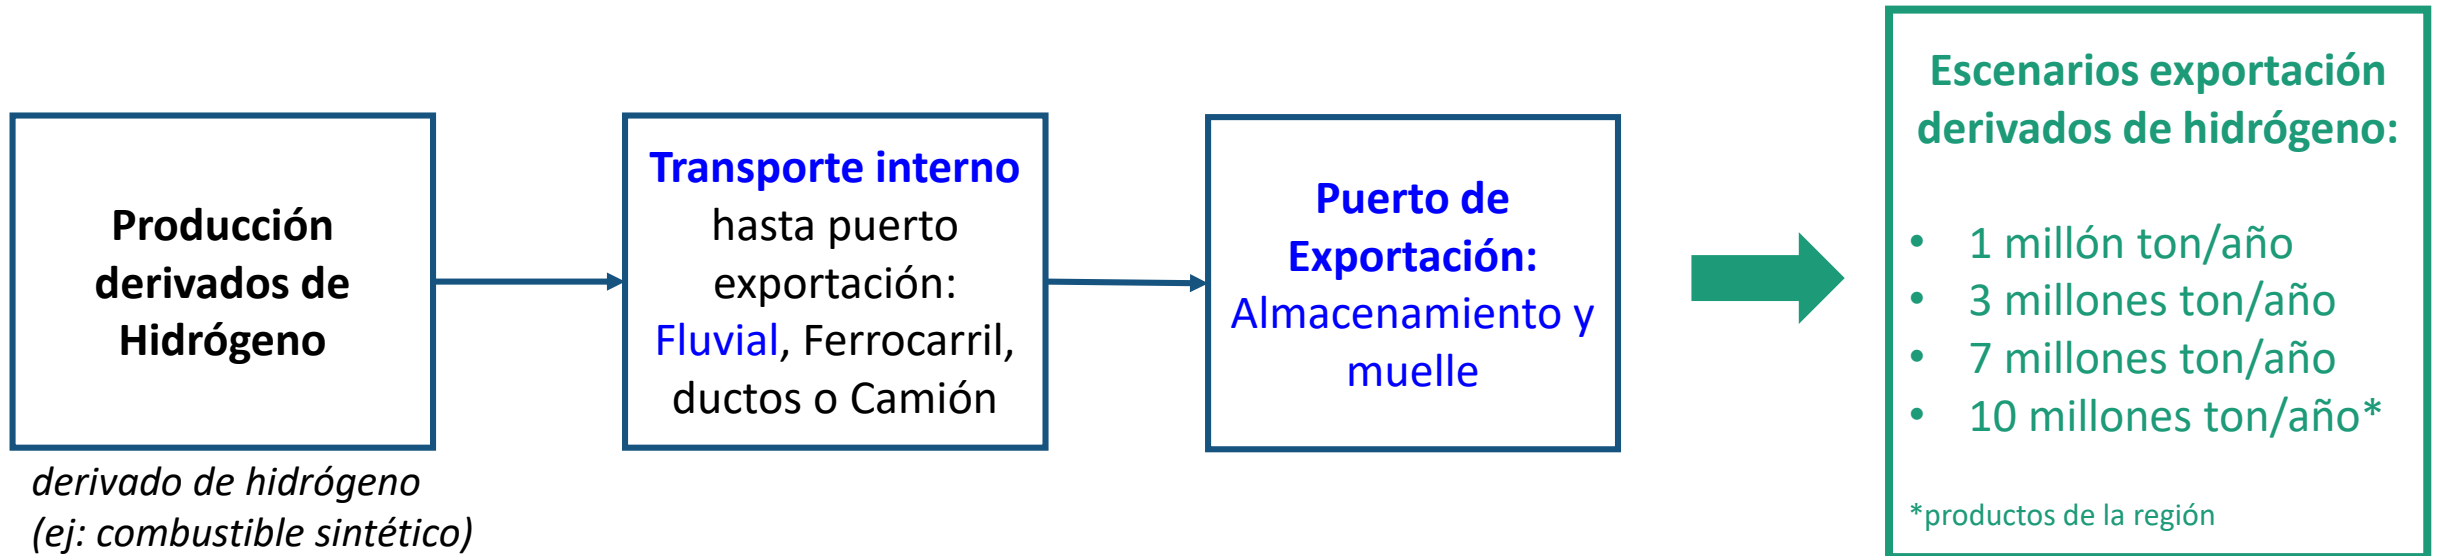 Producción
derivados de
Hidrógeno
derivado de hidrógeno
(ej: combustible sintético)
Transporte interno
hasta puerto
exportación:
Fluvial, Ferrocarril,
ductos o Camión
Puerto de
Exportación:
Almacenamiento y
muelle
Escenarios exportación
derivados de hidrógeno:
• 1 millón ton/año
• 3 millones ton/año
• 7 millones ton/año
• 10 millones ton/año*
*productos de la región